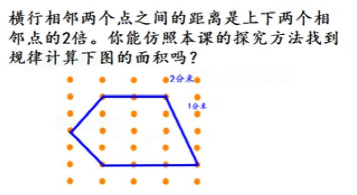 横行相邻两个点之间的距离是上下两个相
邻点的2倍。你能仿照本课的探究方法找到
规律计算下图的面积吗？
2分米
1分米